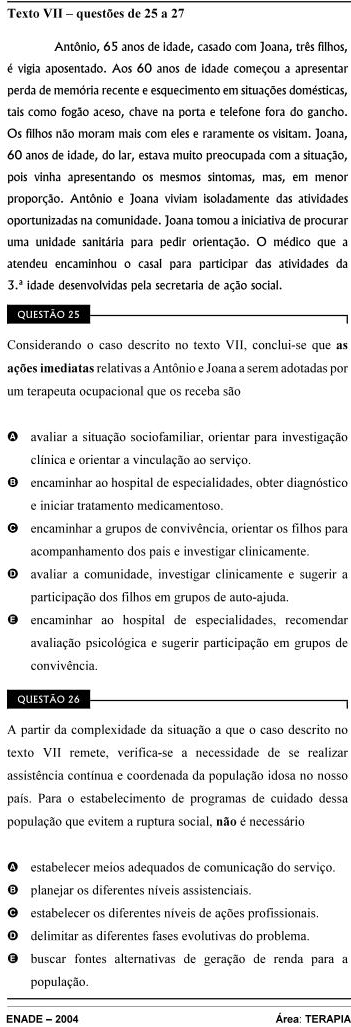 Texto VII – questões de 25 a 27
Antônio, 65 anos de idade, casado com Joana, três filhos,
é vigia aposentado. Aos 60 anos de idade começou a apresentar
perda de memória recente e esquecimento em situações domésticas,
tais como fogão aceso, chave na porta e telefone fora do gancho.
Os filhos não moram mais com eles e raramente os visitam. Joana,
60 anos de idade, do lar, estava muito preocupada com a situação,
pois vinha apresentando os mesmos sintomas, mas, em menor
proporção. Antônio e Joana viviam isoladamente das atividades
oportunizadas na comunidade. Joana tomou a iniciativa de procurar
uma unidade sanitária para pedir orientação. O médico que a
atendeu encaminhou o casal para participar das atividades da
3.ª idade desenvolvidas pela secretaria de ação social.
QUESTÃO 25
Considerando o caso descrito no texto VII, conclui-se que as
ações imediatas relativas a Antônio e Joana a serem adotadas por
um terapeuta ocupacional que os receba são
A avaliar a situação sociofamiliar, orientar para investigação
clínica e orientar a vinculação ao serviço.
B encaminhar ao hospital de especialidades, obter diagnóstico
e iniciar tratamento medicamentoso.
C encaminhar a grupos de convivência, orientar os filhos para
acompanhamento dos pais e investigar clinicamente.
D avaliar a comunidade, investigar clinicamente e sugerir a
participação dos filhos em grupos de auto-ajuda.
E encaminhar ao hospital de especialidades, recomendar
avaliação psicológica e sugerir participação em grupos de
convivência.
QUESTÃO 26
A partir da complexidade da situação a que o caso descrito no
texto VII remete, verifica-se a necessidade de se realizar
assistência contínua e coordenada da população idosa no nosso
país. Para o estabelecimento de programas de cuidado dessa
população que evitem a ruptura social, não é necessário
A estabelecer meios adequados de comunicação do serviço.
B planejar os diferentes níveis assistenciais.
C estabelecer os diferentes níveis de ações profissionais.
D delimitar as diferentes fases evolutivas do problema.
E buscar fontes alternativas de geração de renda para a
população.
ENADE – 2004 Área: TERAPIA